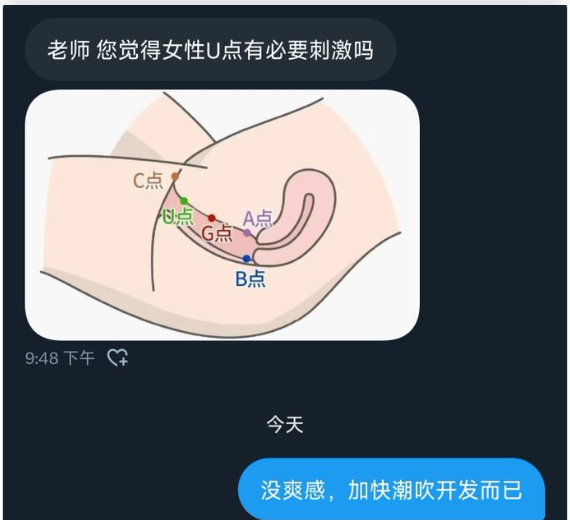 老师 您觉得女性U点有必要刺激吗
C点
U点
G点
A点
B点
9:48 下午
今天
没爽感，加快潮吹开发而已